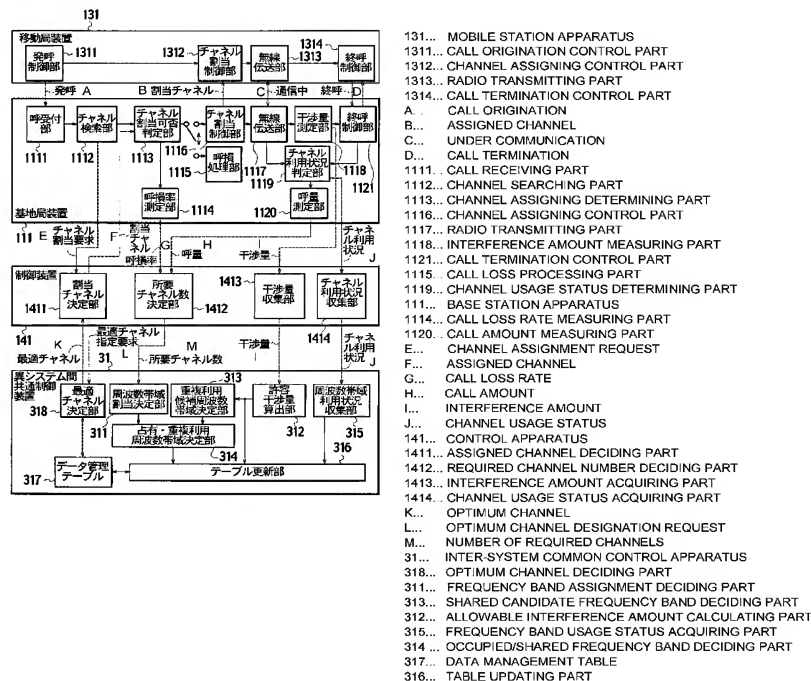 131
移動局装置
発呼
制御部
1311
1312
チャネル
割当
制御部
無線
伝送部
1313
1314
終呼
制御部
発呼 A
B 割当チャネル
C
通信中
終呼
D
呼受付
部
1111
チャネル
検索部
1112
チャネル
割当可否
判定部
1113
1116
チャネル
割当
制御部
無線
伝送部
1117
干渉量
測定部
1118
終呼
制御部
1121
呼損
処理部
1115
1119
チャネル
利用状況
判定部
呼損率
測定部
1114
1120
呼量
測定部
基地局装置
111
E
チャネル
割当要求
F
割当
チャ
ネル
呼損率
G
H
呼量
I
干渉量
チャネ
ル利用
状況
J
制御装置
1411
割当
チャネル
決定部
所要
チャネル数
決定部
1412
1413
干渉量
収集部
チャネル
利用状況
収集部
1414
141
K
最適チャネル
最適チャネル
指定要求
L
M
所要チャネル数
31
干渉量
I
チャネ
ル利用
状況
J
異システム間
共通制御
装置
318
最適
チャネル
決定部
周波数帯域
割当決定部
311
313
重複利用
候補周波数
帯域決定部
許容
干渉量
算出部
312
周波数帯域
利用状況
収集部
315
占有・重複利用
周波数帯域決定部
314
316
317
データ管理
テーブル
テーブル更新部
131... MOBILE STATION APPARATUS
1311... CALL ORIGINATION CONTROL PART
1312... CHANNEL ASSIGNING CONTROL PART
1313... RADIO TRANSMITTING PART
1314... CALL TERMINATION CONTROL PART
A... CALL ORIGINATION
B... ASSIGNED CHANNEL
C... UNDER COMMUNICATION
D... CALL TERMINATION
1111... CALL RECEIVING PART
1112... CHANNEL SEARCHING PART
1113... CHANNEL ASSIGNING DETERMINING PART
1116... CHANNEL ASSIGNING CONTROL PART
1117... RADIO TRANSMITTING PART
1118... INTERFERENCE AMOUNT MEASURING PART
1121... CALL TERMINATION CONTROL PART
1115... CALL LOSS PROCESSING PART
1119... CHANNEL USAGE STATUS DETERMINING PART
111... BASE STATION APPARATUS
1114... CALL LOSS RATE MEASURING PART
1120... CALL AMOUNT MEASURING PART
E... CHANNEL ASSIGNMENT REQUEST
F... ASSIGNED CHANNEL
G... CALL LOSS RATE
H... CALL AMOUNT
I... INTERFERENCE AMOUNT
J... CHANNEL USAGE STATUS
141... CONTROL APPARATUS
1411... ASSIGNED CHANNEL DECIDING PART
1412... REQUIRED CHANNEL NUMBER DECIDING PART
1413... INTERFERENCE AMOUNT ACQUIRING PART
1414... CHANNEL USAGE STATUS ACQUIRING PART
K... OPTIMUM CHANNEL
L... OPTIMUM CHANNEL DESIGNATION REQUEST
M... NUMBER OF REQUIRED CHANNELS
31... INTER-SYSTEM COMMON CONTROL APPARATUS
318... OPTIMUM CHANNEL DECIDING PART
311... FREQUENCY BAND ASSIGNMENT DECIDING PART
313... SHARED CANDIDATE FREQUENCY BAND DECIDING PART
312... ALLOWABLE INTERFERENCE AMOUNT CALCULATING PART
315... FREQUENCY BAND USAGE STATUS ACQUIRING PART
314... OCCUPIED/SHARED FREQUENCY BAND DECIDING PART
317... DATA MANAGEMENT TABLE
316... TABLE UPDATING PART